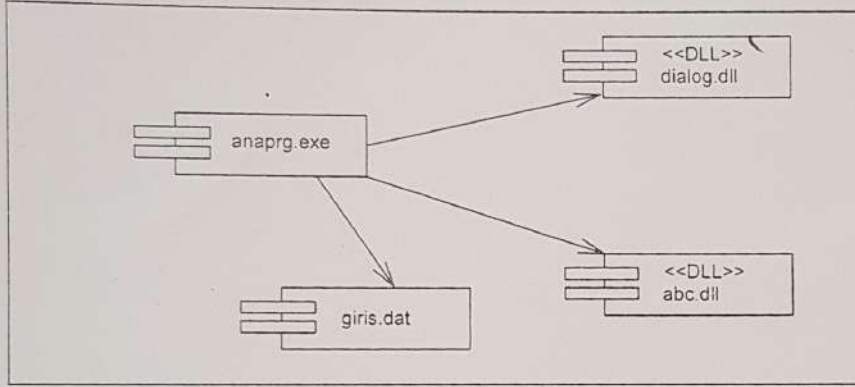 <<DLL>>
dialog.dll
anaprg.exe
<<DLL>>
abc.dll
giris.dat